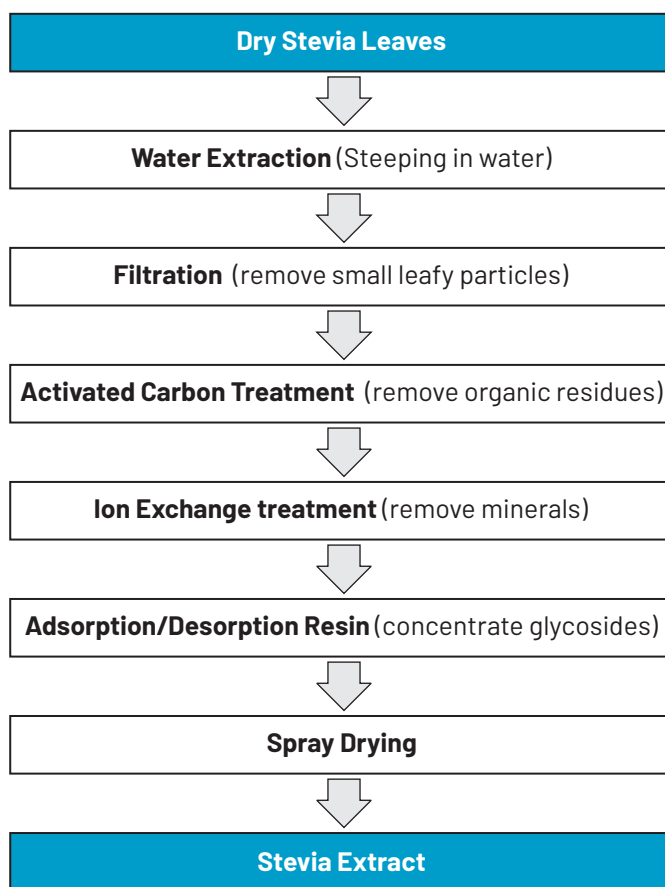 Dry Stevia Leaves
Water Extraction (Steeping in water)
Filtration (remove small leafy particles)
Activated Carbon Treatment (remove organic residues)
Ion Exchange treatment (remove minerals)
Adsorption/Desorption Resin (concentrate glycosides)
Spray Drying
Stevia Extract